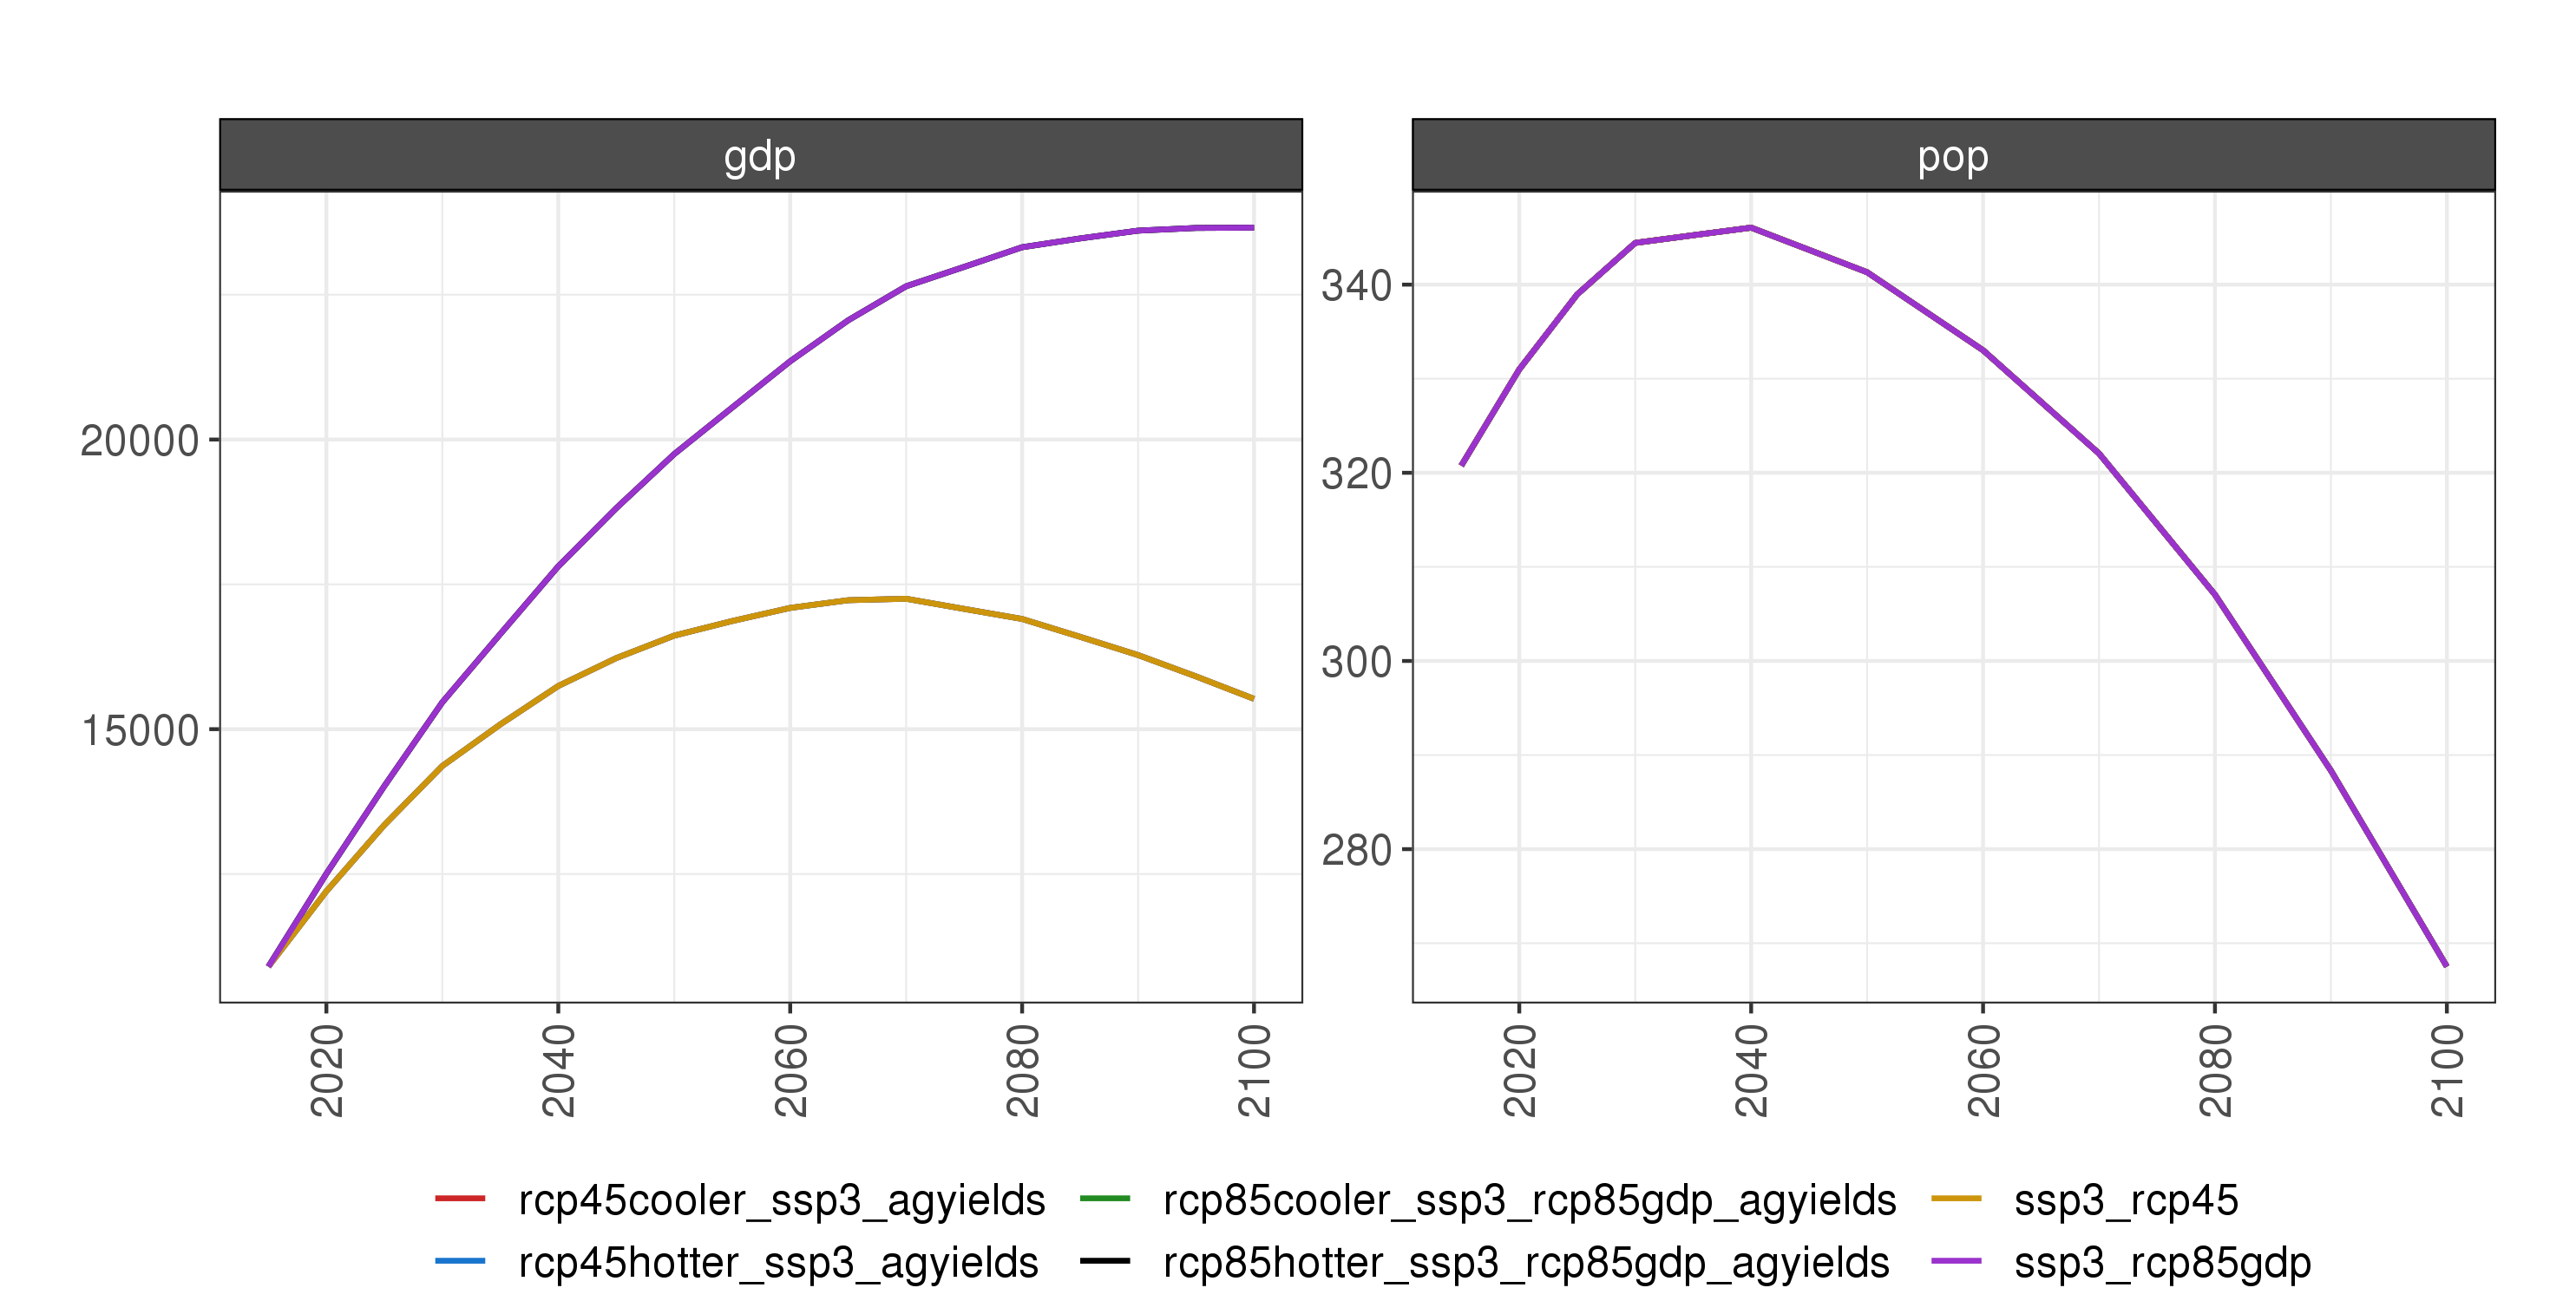 gdp
pop
20000
15000
340
320
300
280
2020
2040
2060
2080
2100
2020
2040
2060
2080
2100
rcp45cooler_ssp3_agyields
rcp85cooler_ssp3_rcp85gdp_agyields
ssp3_rcp45
rcp45hotter_ssp3_agyields
rcp85hotter_ssp3_rcp85gdp_agyields
ssp3_rcp85gdp